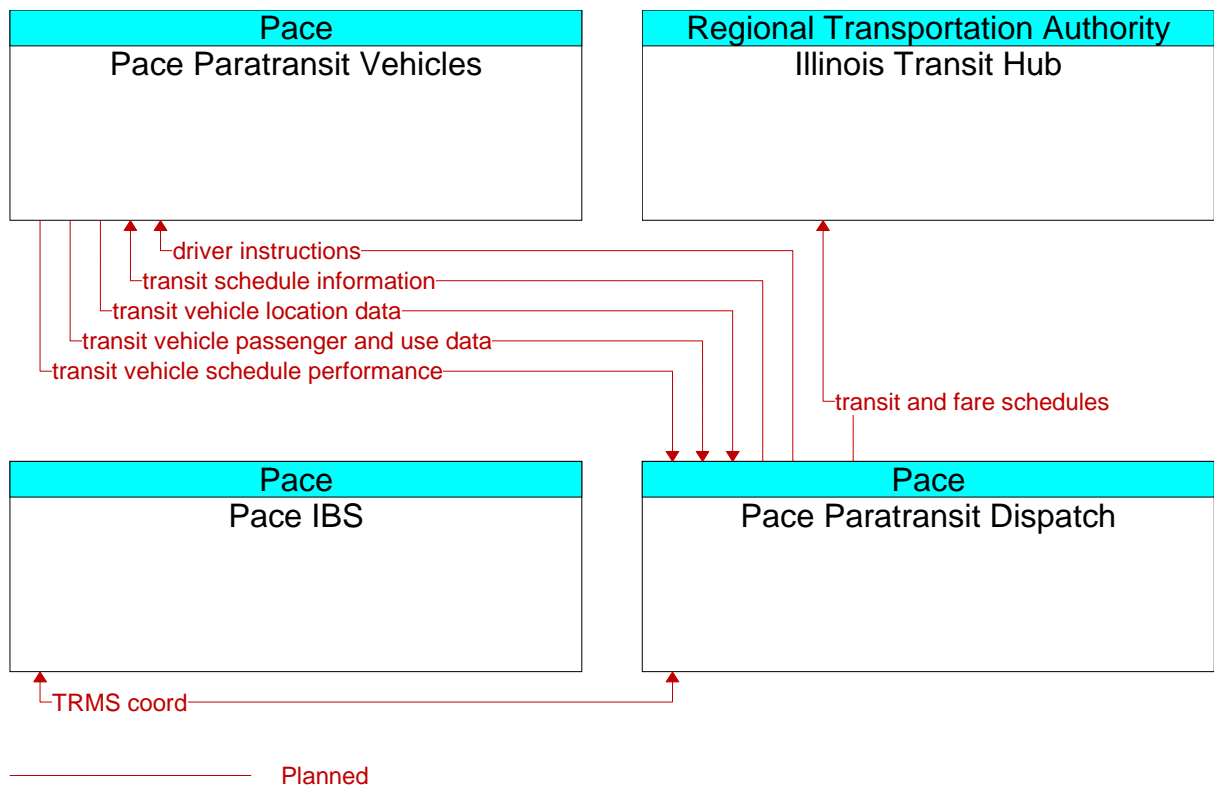 Pace
Pace Paratransit Vehicles
Regional Transportation Authority
Illinois Transit Hub
driver instructions
transit schedule information
transit vehicle location data
transit vehicle passenger and use data
transit vehicle schedule performance
transit and fare schedules
Pace
Pace IBS
Pace
Pace Paratransit Dispatch
TRMS coord
Planned